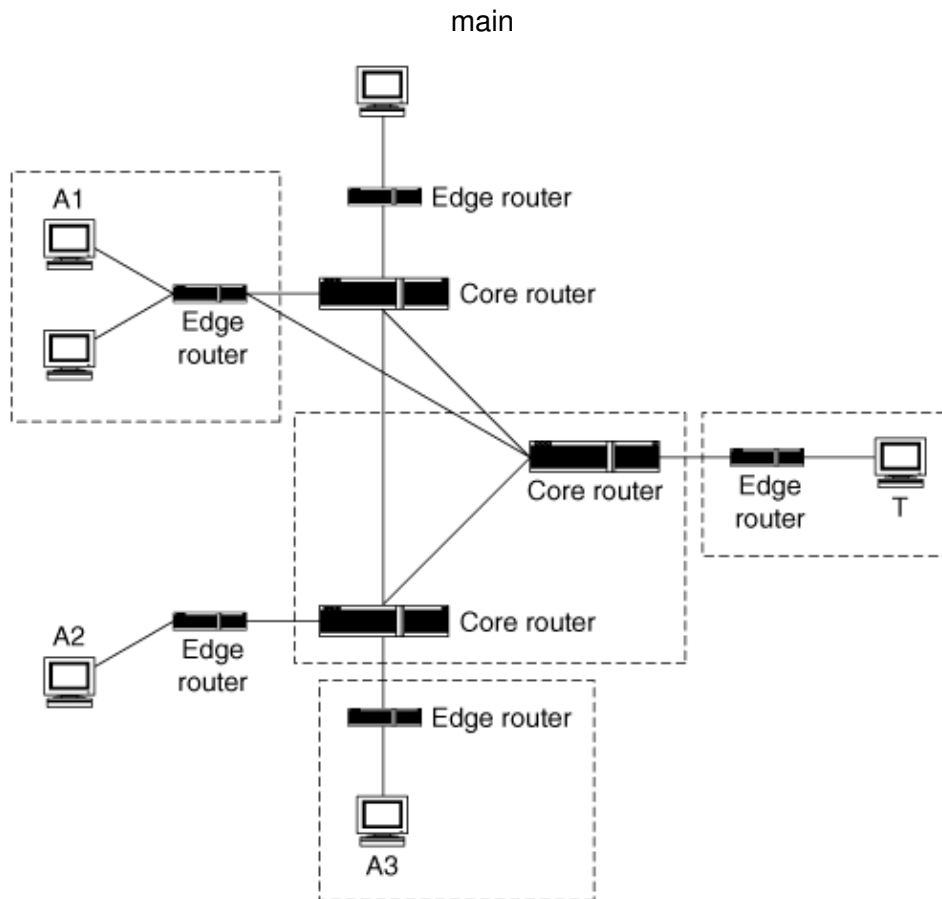 main
Edge router
A1
Core router
Edge
router
Core router
Edge
router
T
A2
Edge
router
Core router
Edge router
A3